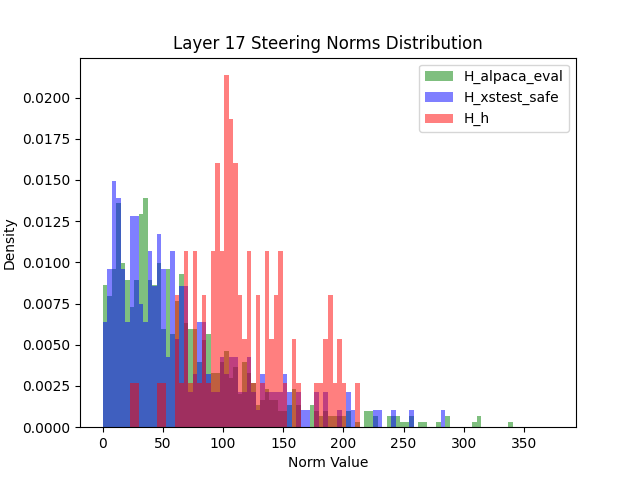 Layer 17 Steering Norms Distribution
H_alpaca_eval
H_xstest_safe
H_h
Density
0.0200
0.0175
0.0150
0.0125
0.0100
0.0075
0.0050
0.0025
0.0000
0 50 100 150 200 250 300 350
Norm Value